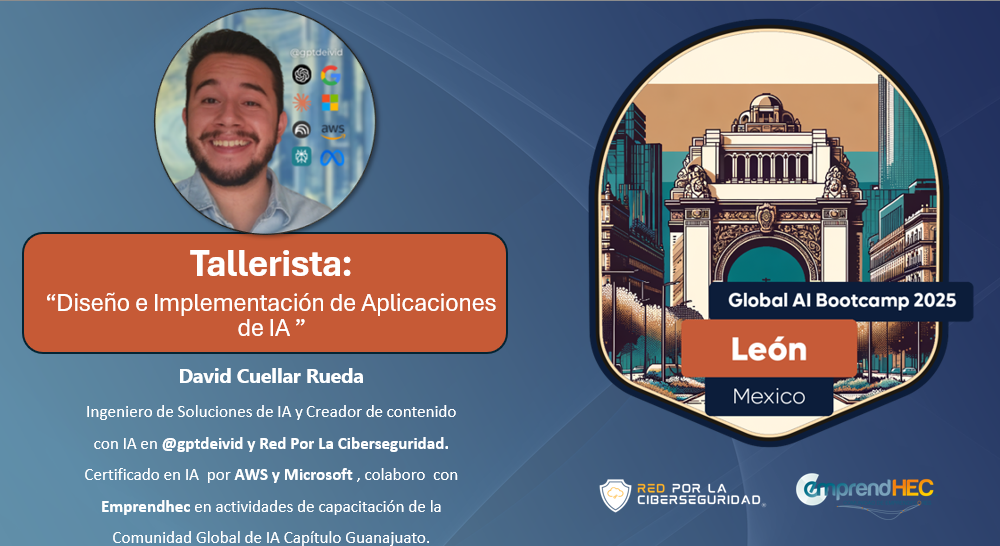 @gptdeivid
aws
Tallerista:
“Diseño e Implementación de Aplicaciones
de IA ”
David Cuellar Rueda
Ingeniero de Soluciones de IA y Creador de contenido
con IA en @gptdeivid y Red Por La Ciberseguridad.
Certificado en IA por AWS y Microsoft , colaboro con
Emprendhec en actividades de capacitación de la
Comunidad Global de IA Capítulo Guanajuato.
Global AI Bootcamp 2025
León
Mexico
RED POR LA
CIBERSEGURIDAD®
emprendHEC